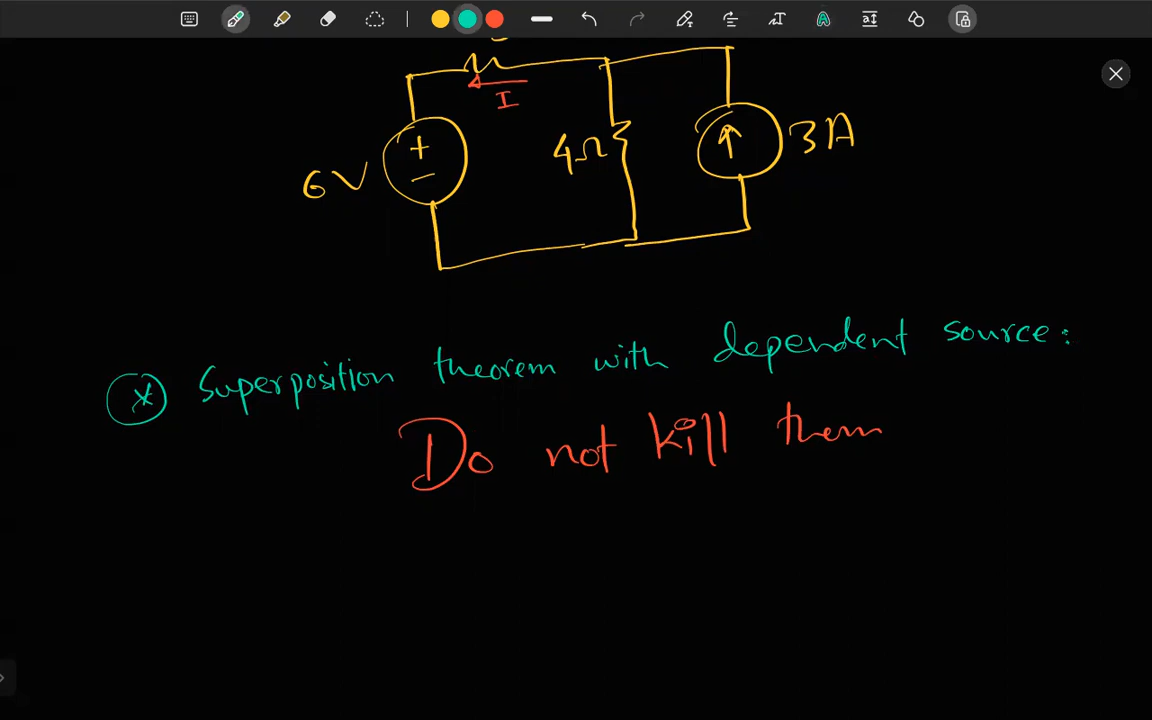 I
6V
+
−
4Ω
3A
* Superposition theorem with dependent source:
Do not kill them